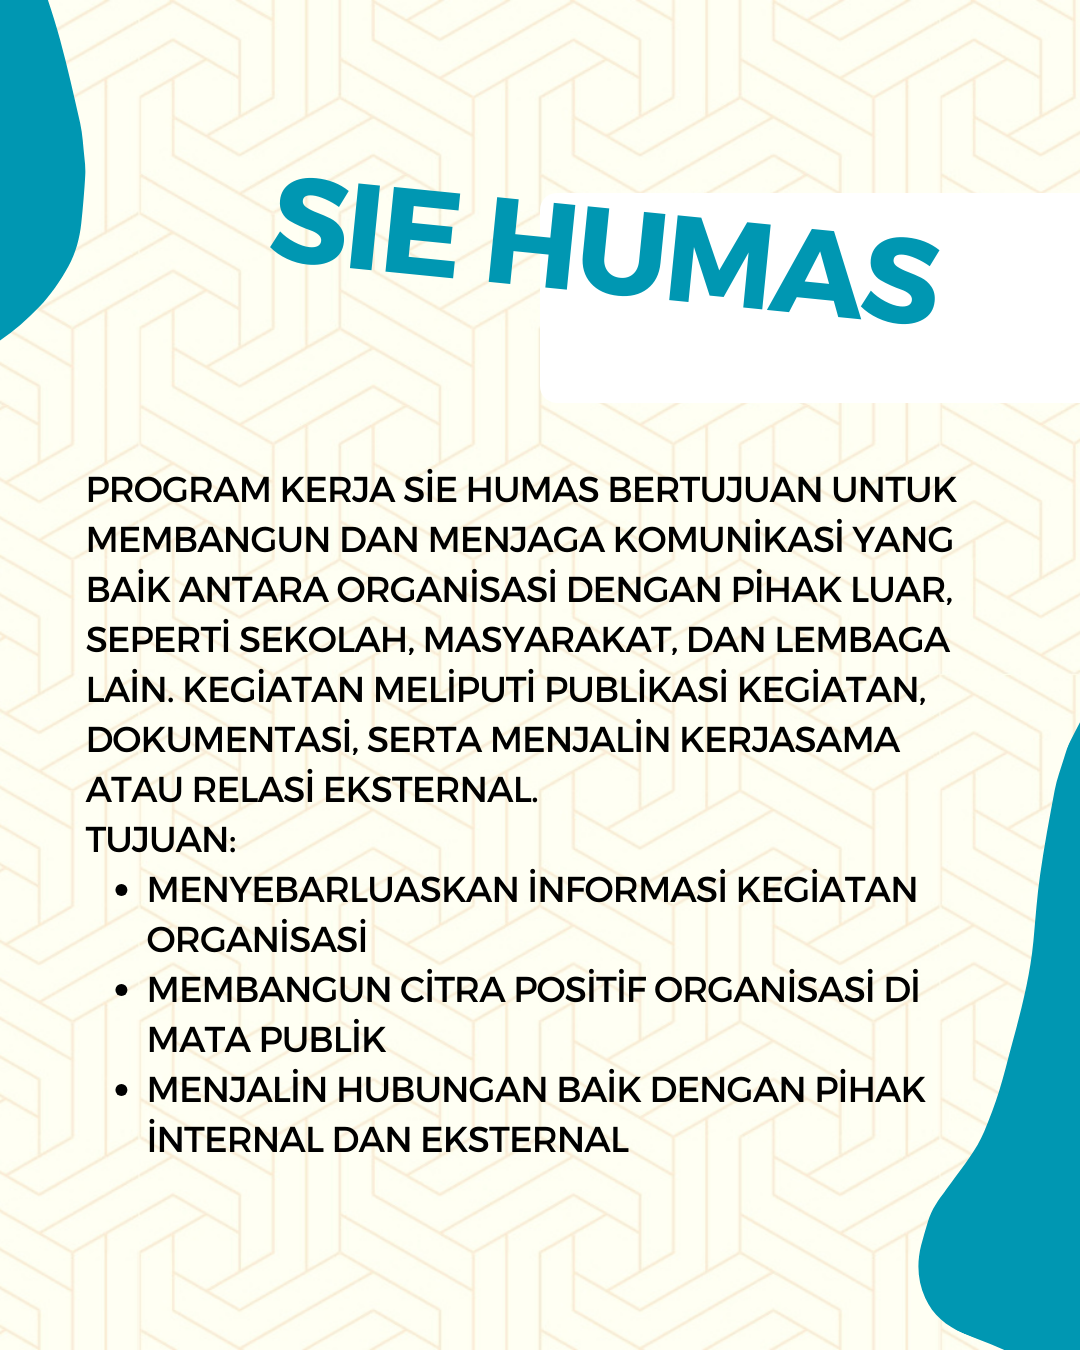 SIE HUMAS
PROGRAM KERJA SİE HUMAS BERTUJUAN UNTUK
MEMBANGUN DAN MENJAGA KOMUNİKASİ YANG
BAİK ANTARA ORGANİSASİ DENGAN PİHAK LUAR,
SEPERTİ SEKOLAH, MASYARAKAT, DAN LEMBAGA
LAİN. KEGİATAN MELİPUTİ PUBLİKASİ KEGİATAN,
DOKUMENTASİ, SERTA MENJALİN KERJASAMA
ATAU RELASİ EKSTERNAL.
TUJUAN:
• MENYEBARLUASKAN İNFORMASİ KEGİATAN
ORGANİSASİ
• MEMBANGUN CİTRA POSİTİF ORGANİSASİ Dİ
MATA PUBLİK
• MENJALİN HUBUNGAN BAİK DENGAN PİHAK
İNTERNAL DAN EKSTERNAL